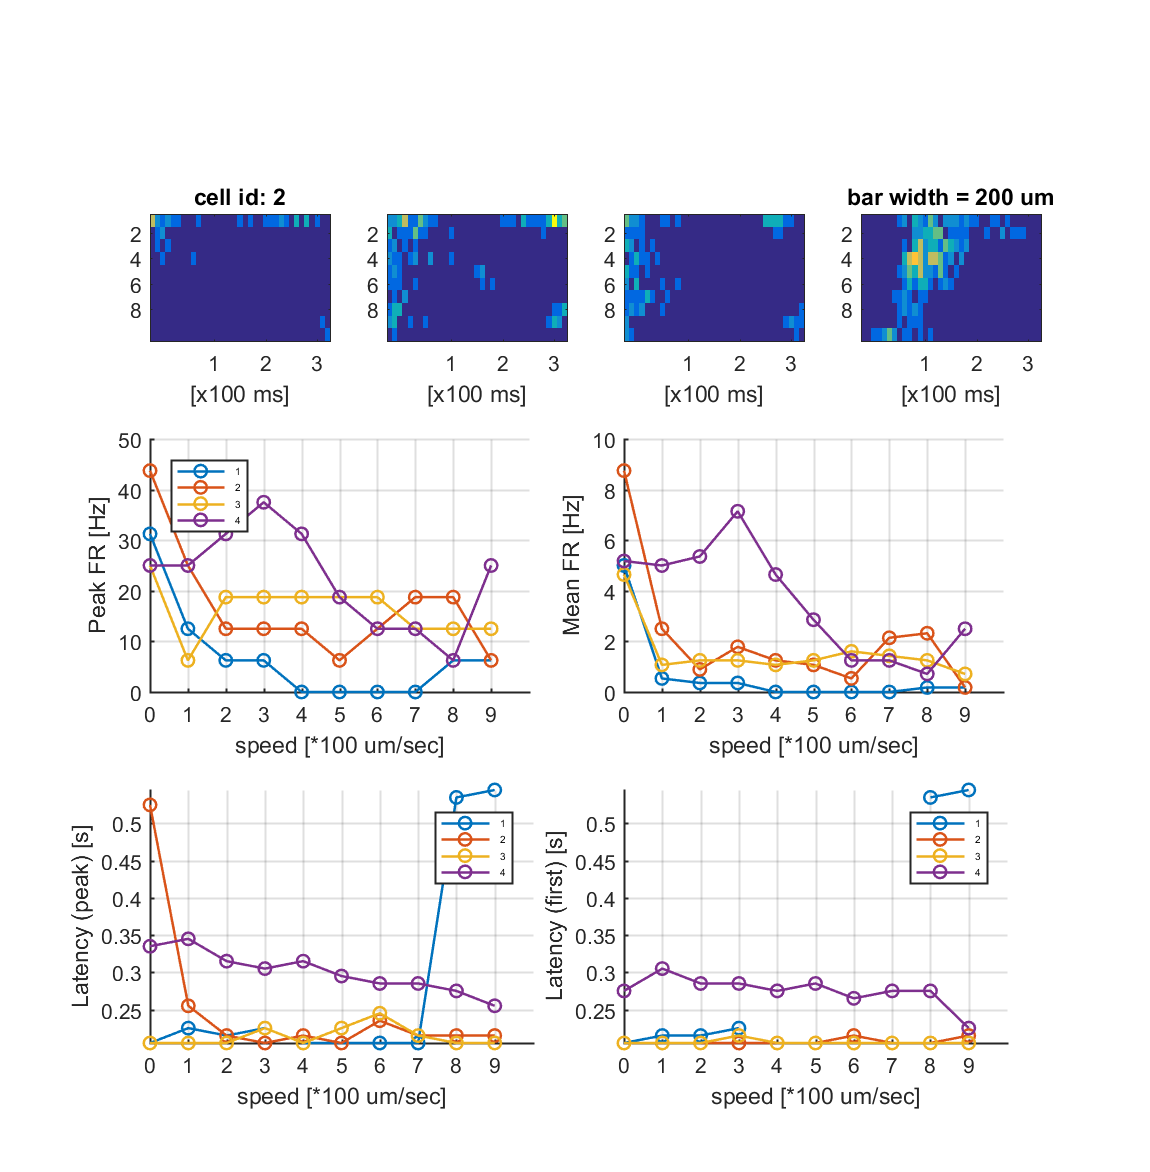 cell id: 2
bar width = 200 um
2
4
6
8
2
4
6
8
2
4
6
8
2
4
6
8
1 2 3
1 2 3
1 2 3
1 2 3
[x100 ms]
[x100 ms]
[x100 ms]
[x100 ms]
Peak FR [Hz]
50
40
30
20
10
0
1
2
3
4
0 1 2 3 4 5 6 7 8 9
speed [*100 um/sec]
Mean FR [Hz]
10
8
6
4
2
0
0 1 2 3 4 5 6 7 8 9
speed [*100 um/sec]
Latency (peak) [s]
0.5
0.45
0.4
0.35
0.3
0.25
1
2
3
4
0 1 2 3 4 5 6 7 8 9
speed [*100 um/sec]
Latency (first) [s]
0.5
0.45
0.4
0.35
0.3
0.25
1
2
3
4
0 1 2 3 4 5 6 7 8 9
speed [*100 um/sec]